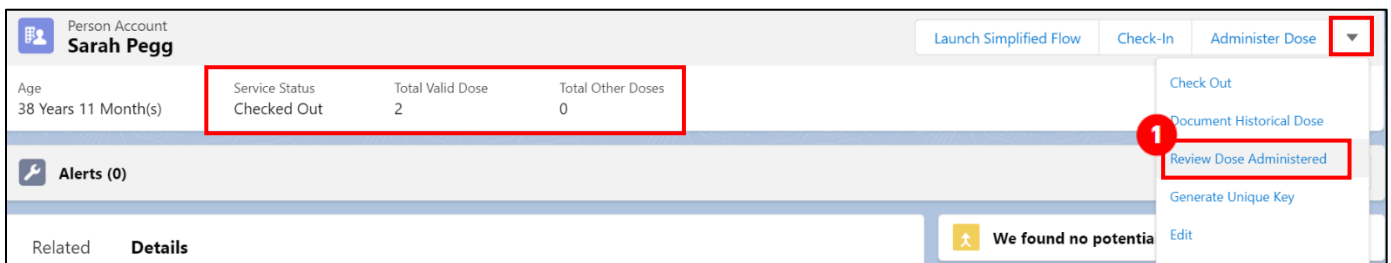 Person Account
Sarah Pegg
Launch Simplified Flow
Check-In
Administer Dose
Age
38 Years 11 Month(s)
Service Status
Checked Out
Total Valid Dose
2
Total Other Doses
0
Check Out
Document Historical Dose
1
Review Dose Administered
Generate Unique Key
Edit
Alerts (0)
Related Details
We found no potentia